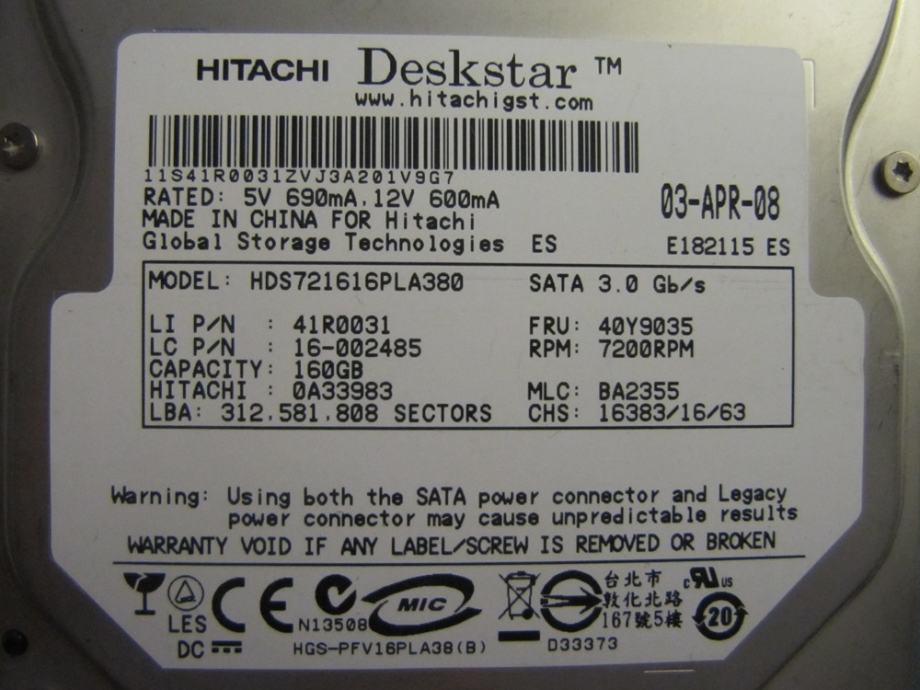 HITACHI Deskstar ™
www.hitachigst.com
11S41R0031ZVJ3A201V9G7
RATED: 5V 690mA.12V 600mA
03-APR-08
MADE IN CHINA FOR Hitachi
Global Storage Technologies ES
E182115 ES
MODEL: HDS721616PLA380 SATA 3.0 Gb/s
LI P/N : 41R0031 FRU: 40Y9035
LC P/N : 16-002485 RPM: 7200RPM
CAPACITY: 160GB
HITACHI : 0A33983 MLC: BA2355
LBA: 312.581.808 SECTORS CHS: 16383/16/63
Warning: Using both the SATA power connector and Legacy
power connector may cause unpredictable results
WARRANTY VOID IF ANY LABEL/SCREW IS REMOVED OR BROKEN
LES
DC
CE
N13508
MIC
台北市
敦化北路
167號5樓
c RU us
20
HGS-PFV16PLA38(B)
D33373